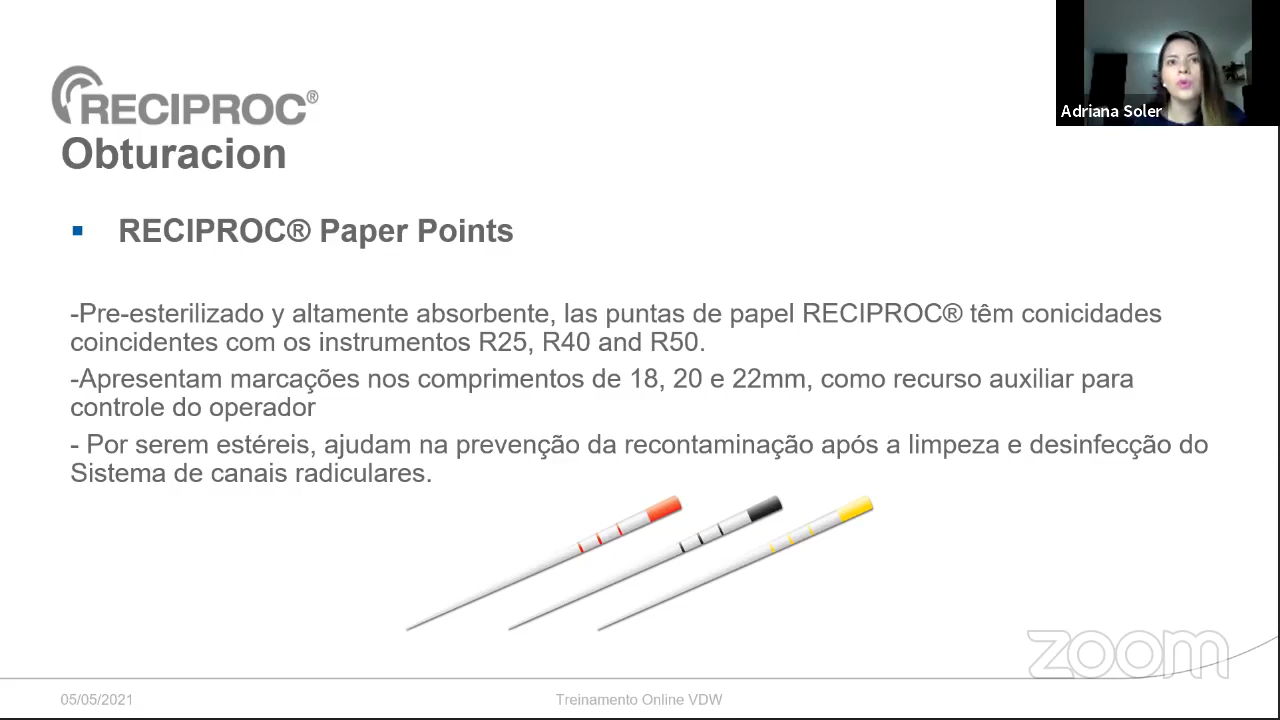 Adriana Soler
RECIPROC®
Obturacion
▪ RECIPROC® Paper Points
-Pre-esterilizado y altamente absorbente, las puntas de papel RECIPROC® têm conicidades
coincidentes com os instrumentos R25, R40 and R50.
-Apresentam marcações nos comprimentos de 18, 20 e 22mm, como recurso auxiliar para
controle do operador
- Por serem estéreis, ajudam na prevenção da recontaminação após a limpeza e desinfecção do
Sistema de canais radiculares.
zoom
05/05/2021
Treinamento Online VDW